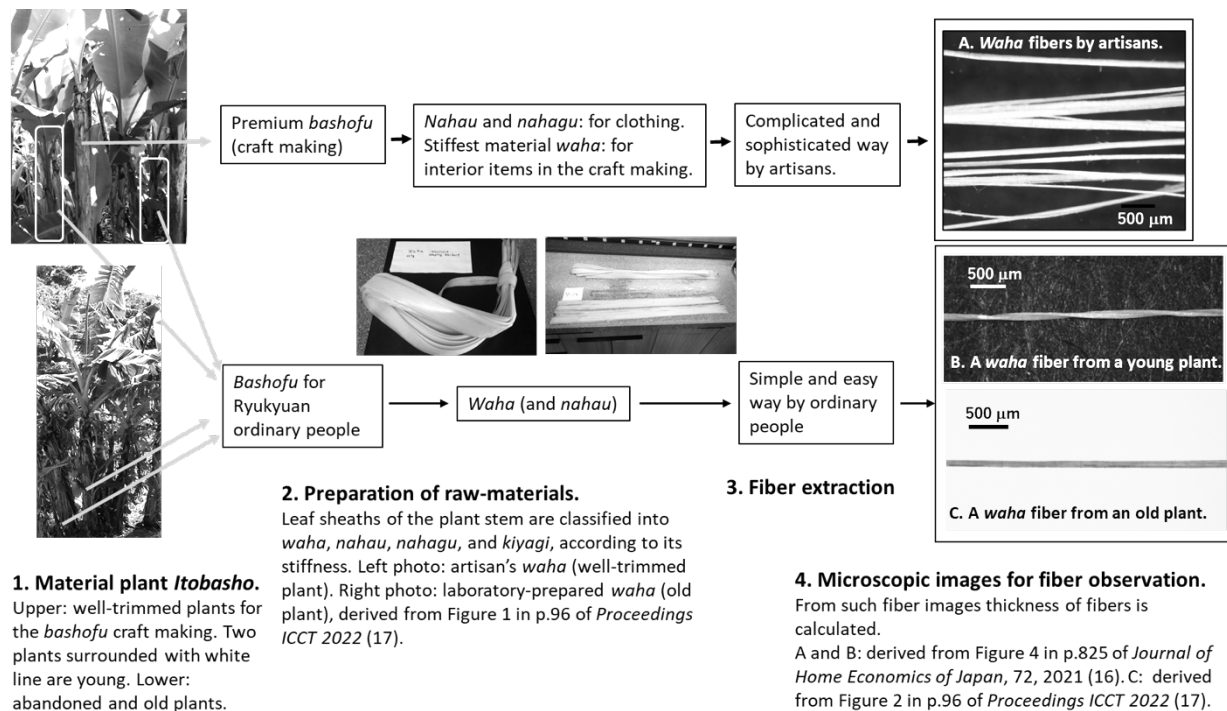 A. Waha fibers by artisans.
500 µm
Premium bashofu
(craft making)
Nahau and nahagu: for clothing.
Stiffest material waha: for
interior items in the craft making.
Complicated and
sophisticated way
by artisans.
500 µm
B. A waha fiber from a young plant.
Bashofu for
Ryukyuan
ordinary people
Waha (and nahau)
Simple and easy
way by ordinary
people
500 µm
C. A waha fiber from an old plant.
1. Material plant Itobasho.
Upper: well-trimmed plants for
the bashofu craft making. Two
plants surrounded with white
line are young. Lower:
abandoned and old plants.
2. Preparation of raw-materials.
Leaf sheaths of the plant stem are classified into
waha, nahau, nahagu, and kiyagi, according to its
stiffness. Left photo: artisan's waha (well-trimmed
plant). Right photo: laboratory-prepared waha (old
plant), derived from Figure 1 in p.96 of Proceedings
ICCT 2022 (17).
3. Fiber extraction
4. Microscopic images for fiber observation.
From such fiber images thickness of fibers is
calculated.
A and B: derived from Figure 4 in p.825 of Journal of
Home Economics of Japan, 72, 2021 (16). C: derived
from Figure 2 in p.96 of Proceedings ICCT 2022 (17).